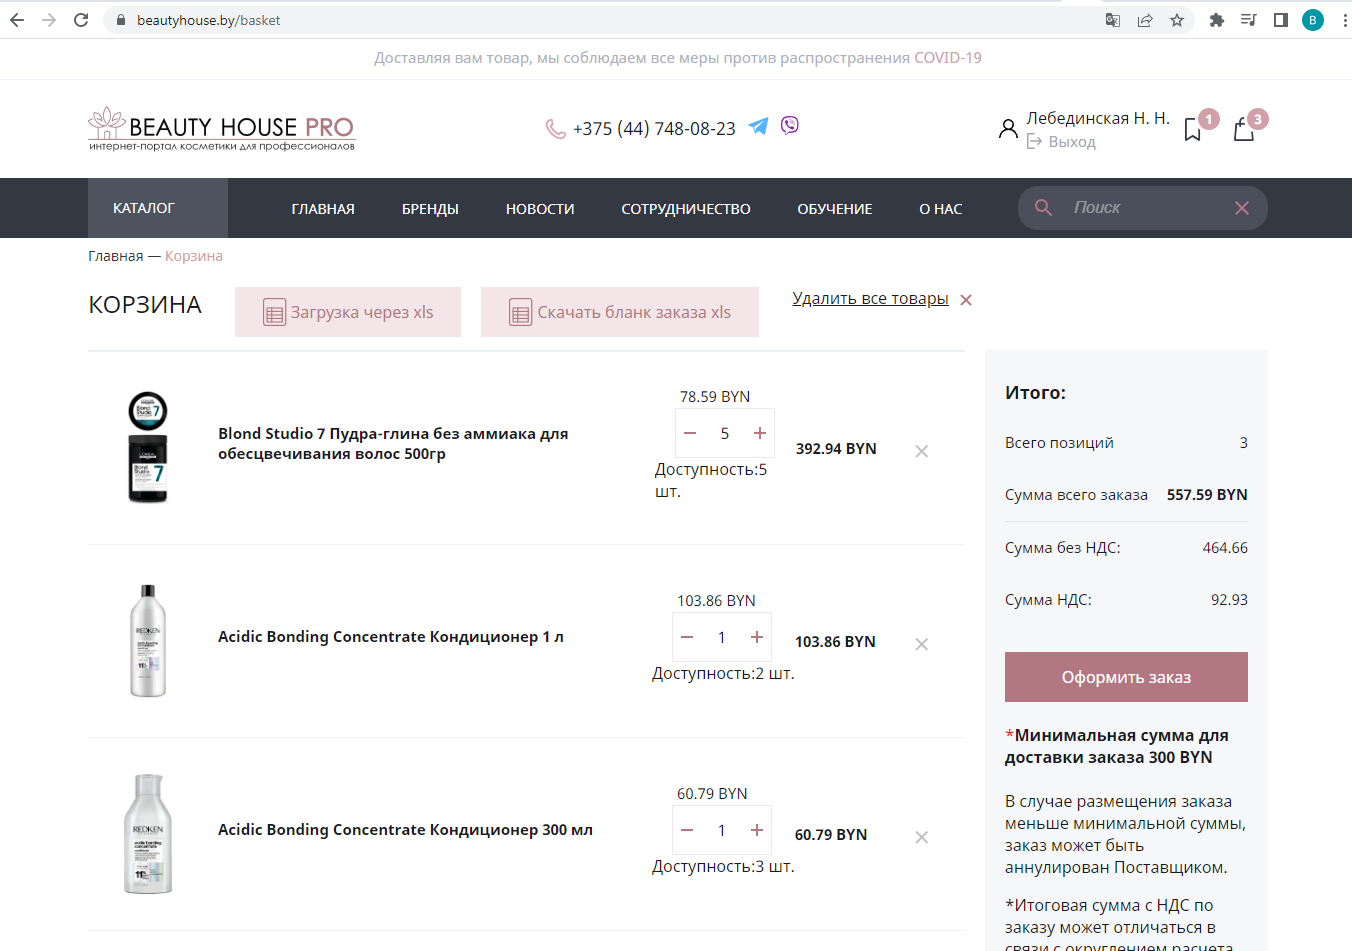 beautyhouse.by/basket
B
Доставляя вам товар, мы соблюдаем все меры против распространения COVID-19
BEAUTY HOUSE PRO
интернет-портал косметики для профессионалов
+375 (44) 748-08-23
Лебединская Н. Н.
Выход
1
3
КАТАЛОГ
ГЛАВНАЯ
БРЕНДЫ
НОВОСТИ
СОТРУДНИЧЕСТВО
ОБУЧЕНИЕ
О НАС
Поиск
Главная — Корзина
КОРЗИНА
Загрузка через xls
Скачать бланк заказа xls
Удалить все товары
Blond Studio 7 Пудра-глина без аммиака для
обесцвечивания волос 500гр
78.59 BYN
5
Доступность:5
шт.
392.94 BYN
REDKEN
Acidic Bonding Concentrate Кондиционер 1 л
103.86 BYN
1
Доступность:2 шт.
103.86 BYN
REDKEN
Acidic Bonding Concentrate Кондиционер 300 мл
60.79 BYN
1
Доступность:3 шт.
60.79 BYN
Итого:
Всего позиций 3
Сумма всего заказа 557.59 BYN
Сумма без НДС: 464.66
Сумма НДС: 92.93
Оформить заказ
*Минимальная сумма для
доставки заказа 300 BYN
В случае размещения заказа
меньше минимальной суммы,
заказ может быть
аннулирован Поставщиком.
*Итоговая сумма с НДС по
заказу может отличаться в
связи с округлением расчета